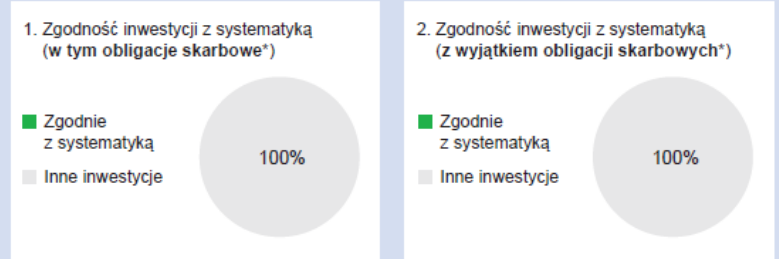 1. Zgodność inwestycji z systematyką
(w tym obligacje skarbowe*)
Zgodnie
z systematyką
Inne inwestycje
100%
2. Zgodność inwestycji z systematyką
(z wyjątkiem obligacji skarbowych*)
Zgodnie
z systematyką
Inne inwestycje
100%